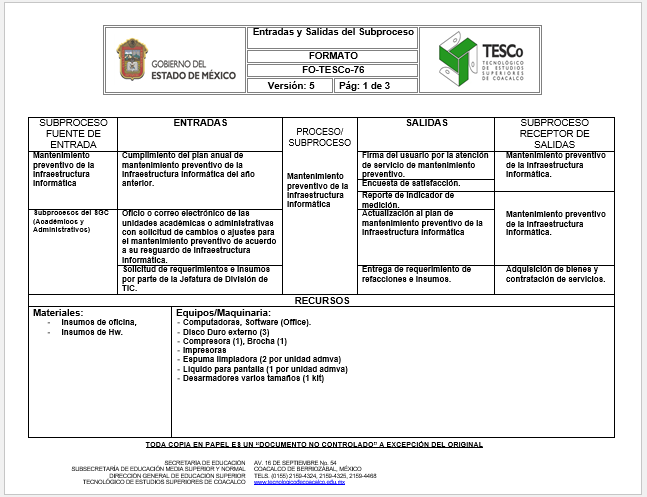 GOBIERNO DEL
ESTADO DE MÉXICO
Entradas y Salidas del Subproceso
FORMATO
FO-TESCo-76
Versión: 5
Pág: 1 de 3
TESCo
TECNOLÓGICO
DE ESTUDIOS
SUPERIORES
DE COACALCO
SUBPROCESO
FUENTE DE
ENTRADA
ENTRADAS
PROCESO/
SUBPROCESO
SALIDAS
SUBPROCESO
RECEPTOR DE
SALIDAS
Mantenimiento
preventivo de la
Infraestructura
Informática
Cumplimiento del plan anual de
mantenimiento preventivo de la
Infraestructura Informática del año
anterior.
Mantenimiento
preventivo de la
Infraestructura
Informática
Firma del usuario por la atención
de servicio de mantenimiento
preventivo.
Encuesta de satisfacción.
Reporte de Indicador de
medición.
Mantenimiento preventivo
de la Infraestructura
Informática.
Subprocesos del SGC
(Académicos y
Administrativos)
Oficio o correo electrónico de las
unidades académicas o administrativas
con solicitud de cambios o ajustes para
el mantenimiento preventivo de acuerdo
a su resguardo de Infraestructura
Informática.
Actualización al plan de
mantenimiento preventivo de la
Infraestructura Informática
Mantenimiento preventivo
de la Infraestructura
Informática.
Solicitud de requerimientos e Insumos
por parte de la Jefatura de División de
TIC.
Entrega de requerimiento de
refacciones e Insumos.
Adquisición de bienes y
contratación de servicios.
RECURSOS
Materiales:
- Insumos de oficina,
- Insumos de Hw.
Equipos/Maquinaria:
- Computadoras, Software (Office).
- Disco Duro externo (3)
- Compresora (1), Brocha (1)
- Impresoras
- Espuma limpiadora (2 por unidad admva)
- Líquido para pantalla (1 por unidad admva)
- Desarmadores varios tamaños (1 kit)
TODA COPIA EN PAPEL ES UN “DOCUMENTO NO CONTROLADO” A EXCEPCIÓN DEL ORIGINAL
SECRETARÍA DE EDUCACIÓN
SUBSECRETARÍA DE EDUCACIÓN MEDIA SUPERIOR Y NORMAL
DIRECCIÓN GENERAL DE EDUCACIÓN SUPERIOR
TECNOLÓGICO DE ESTUDIOS SUPERIORES DE COACALCO
AV. 16 DE SEPTIEMBRE No. 54
COACALCO DE BERRIOZÁBAL, MÉXICO
TELS. (0155) 2159-4324, 2159-4325, 2159-4468
www.tecnológicodecoacalco.edu.mx